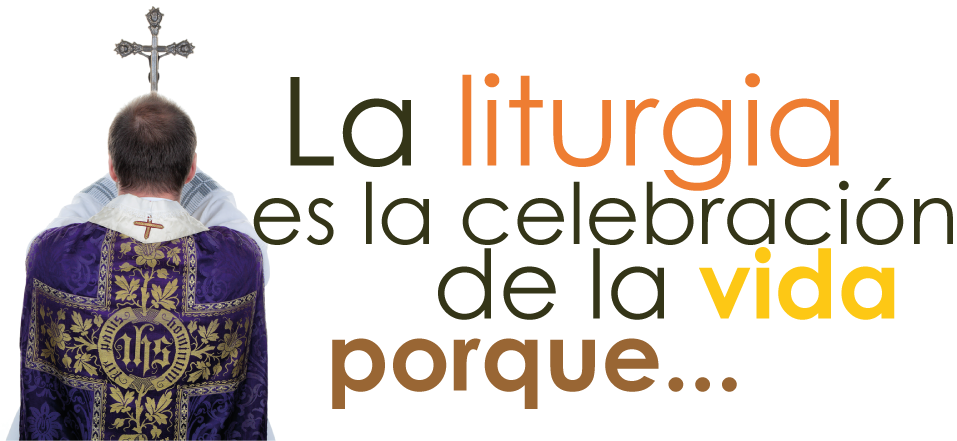 La liturgia
es la celebración
de la vida
porque...
ihs